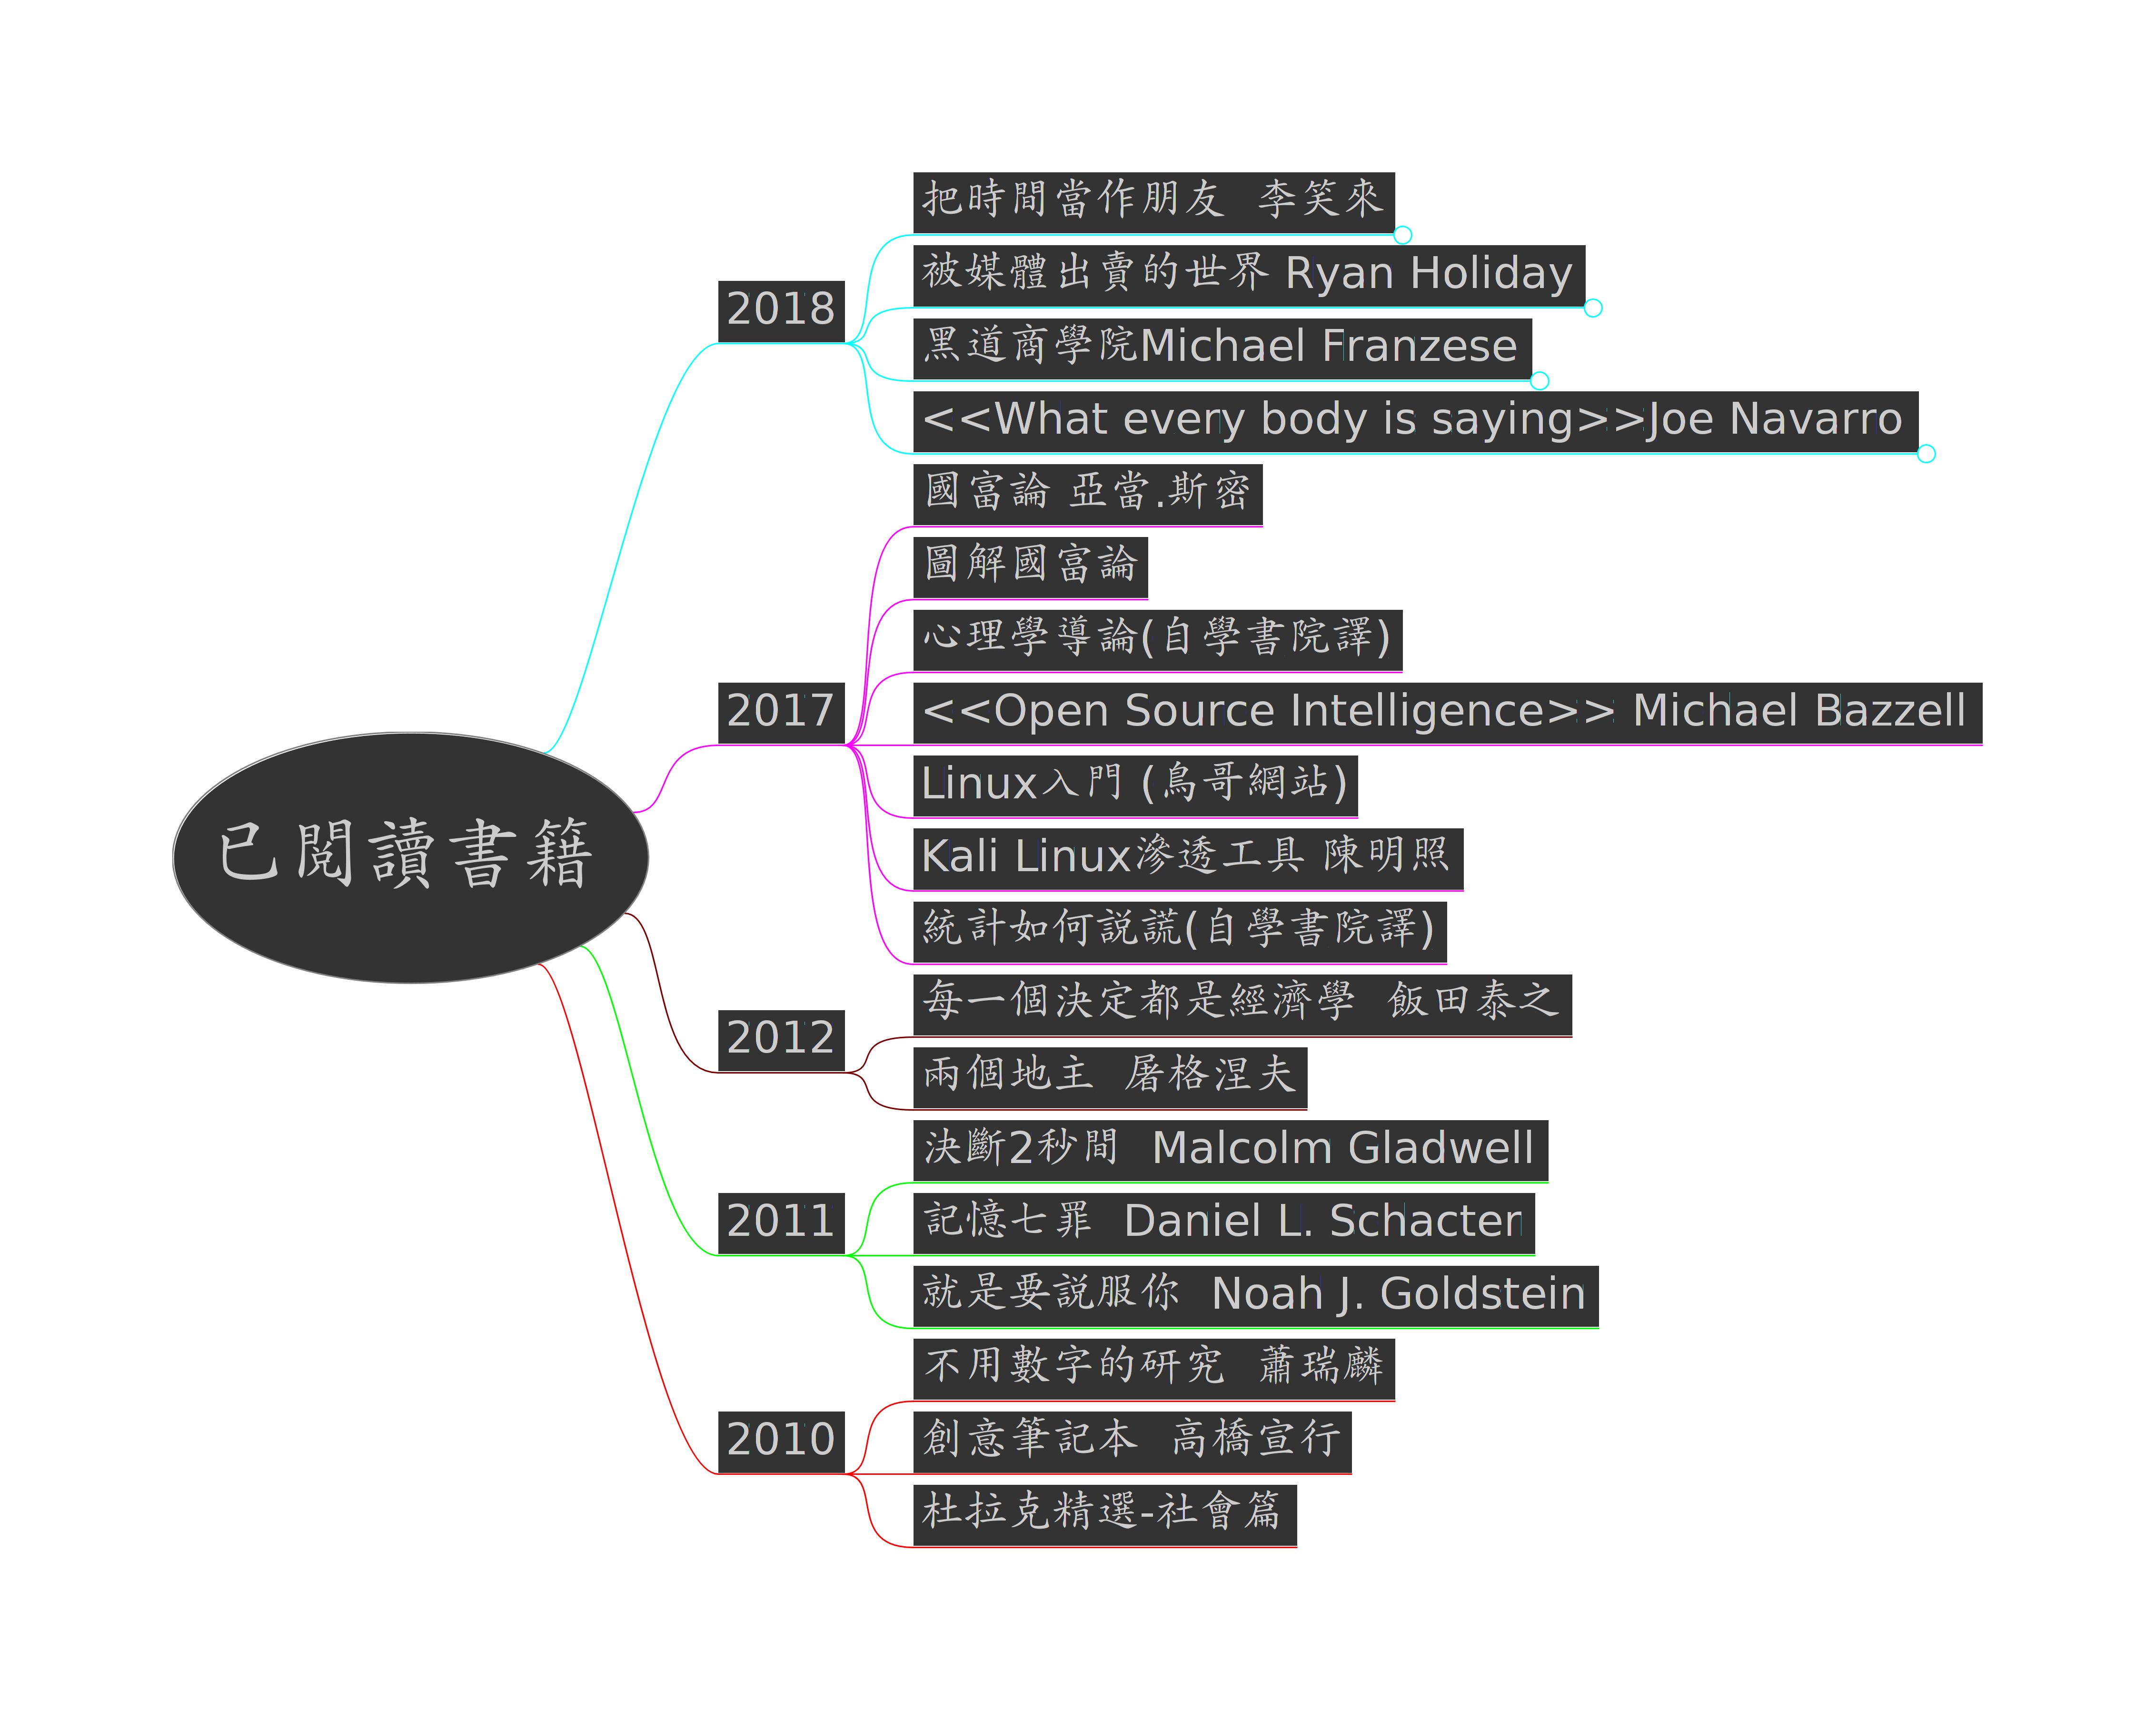 已閱讀書籍
2018
把時間當作朋友 李笑來
被媒體出賣的世界 Ryan Holiday
黑道商學院Michael Franzese
<<What every body is saying>>Joe Navarro
2017
國富論 亞當.斯密
圖解國富論
心理學導論(自學書院譯)
<<Open Source Intelligence>> Michael Bazzell
Linux入門 (鳥哥網站)
Kali Linux滲透工具 陳明照
統計如何說謊(自學書院譯)
2012
每一個決定都是經濟學 飯田泰之
兩個地主 屠格涅夫
2011
決斷2秒間 Malcolm Gladwell
記憶七罪 Daniel L. Schacter
就是要說服你 Noah J. Goldstein
2010
不用數字的研究 蕭瑞麟
創意筆記本 高橋宣行
杜拉克精選-社會篇